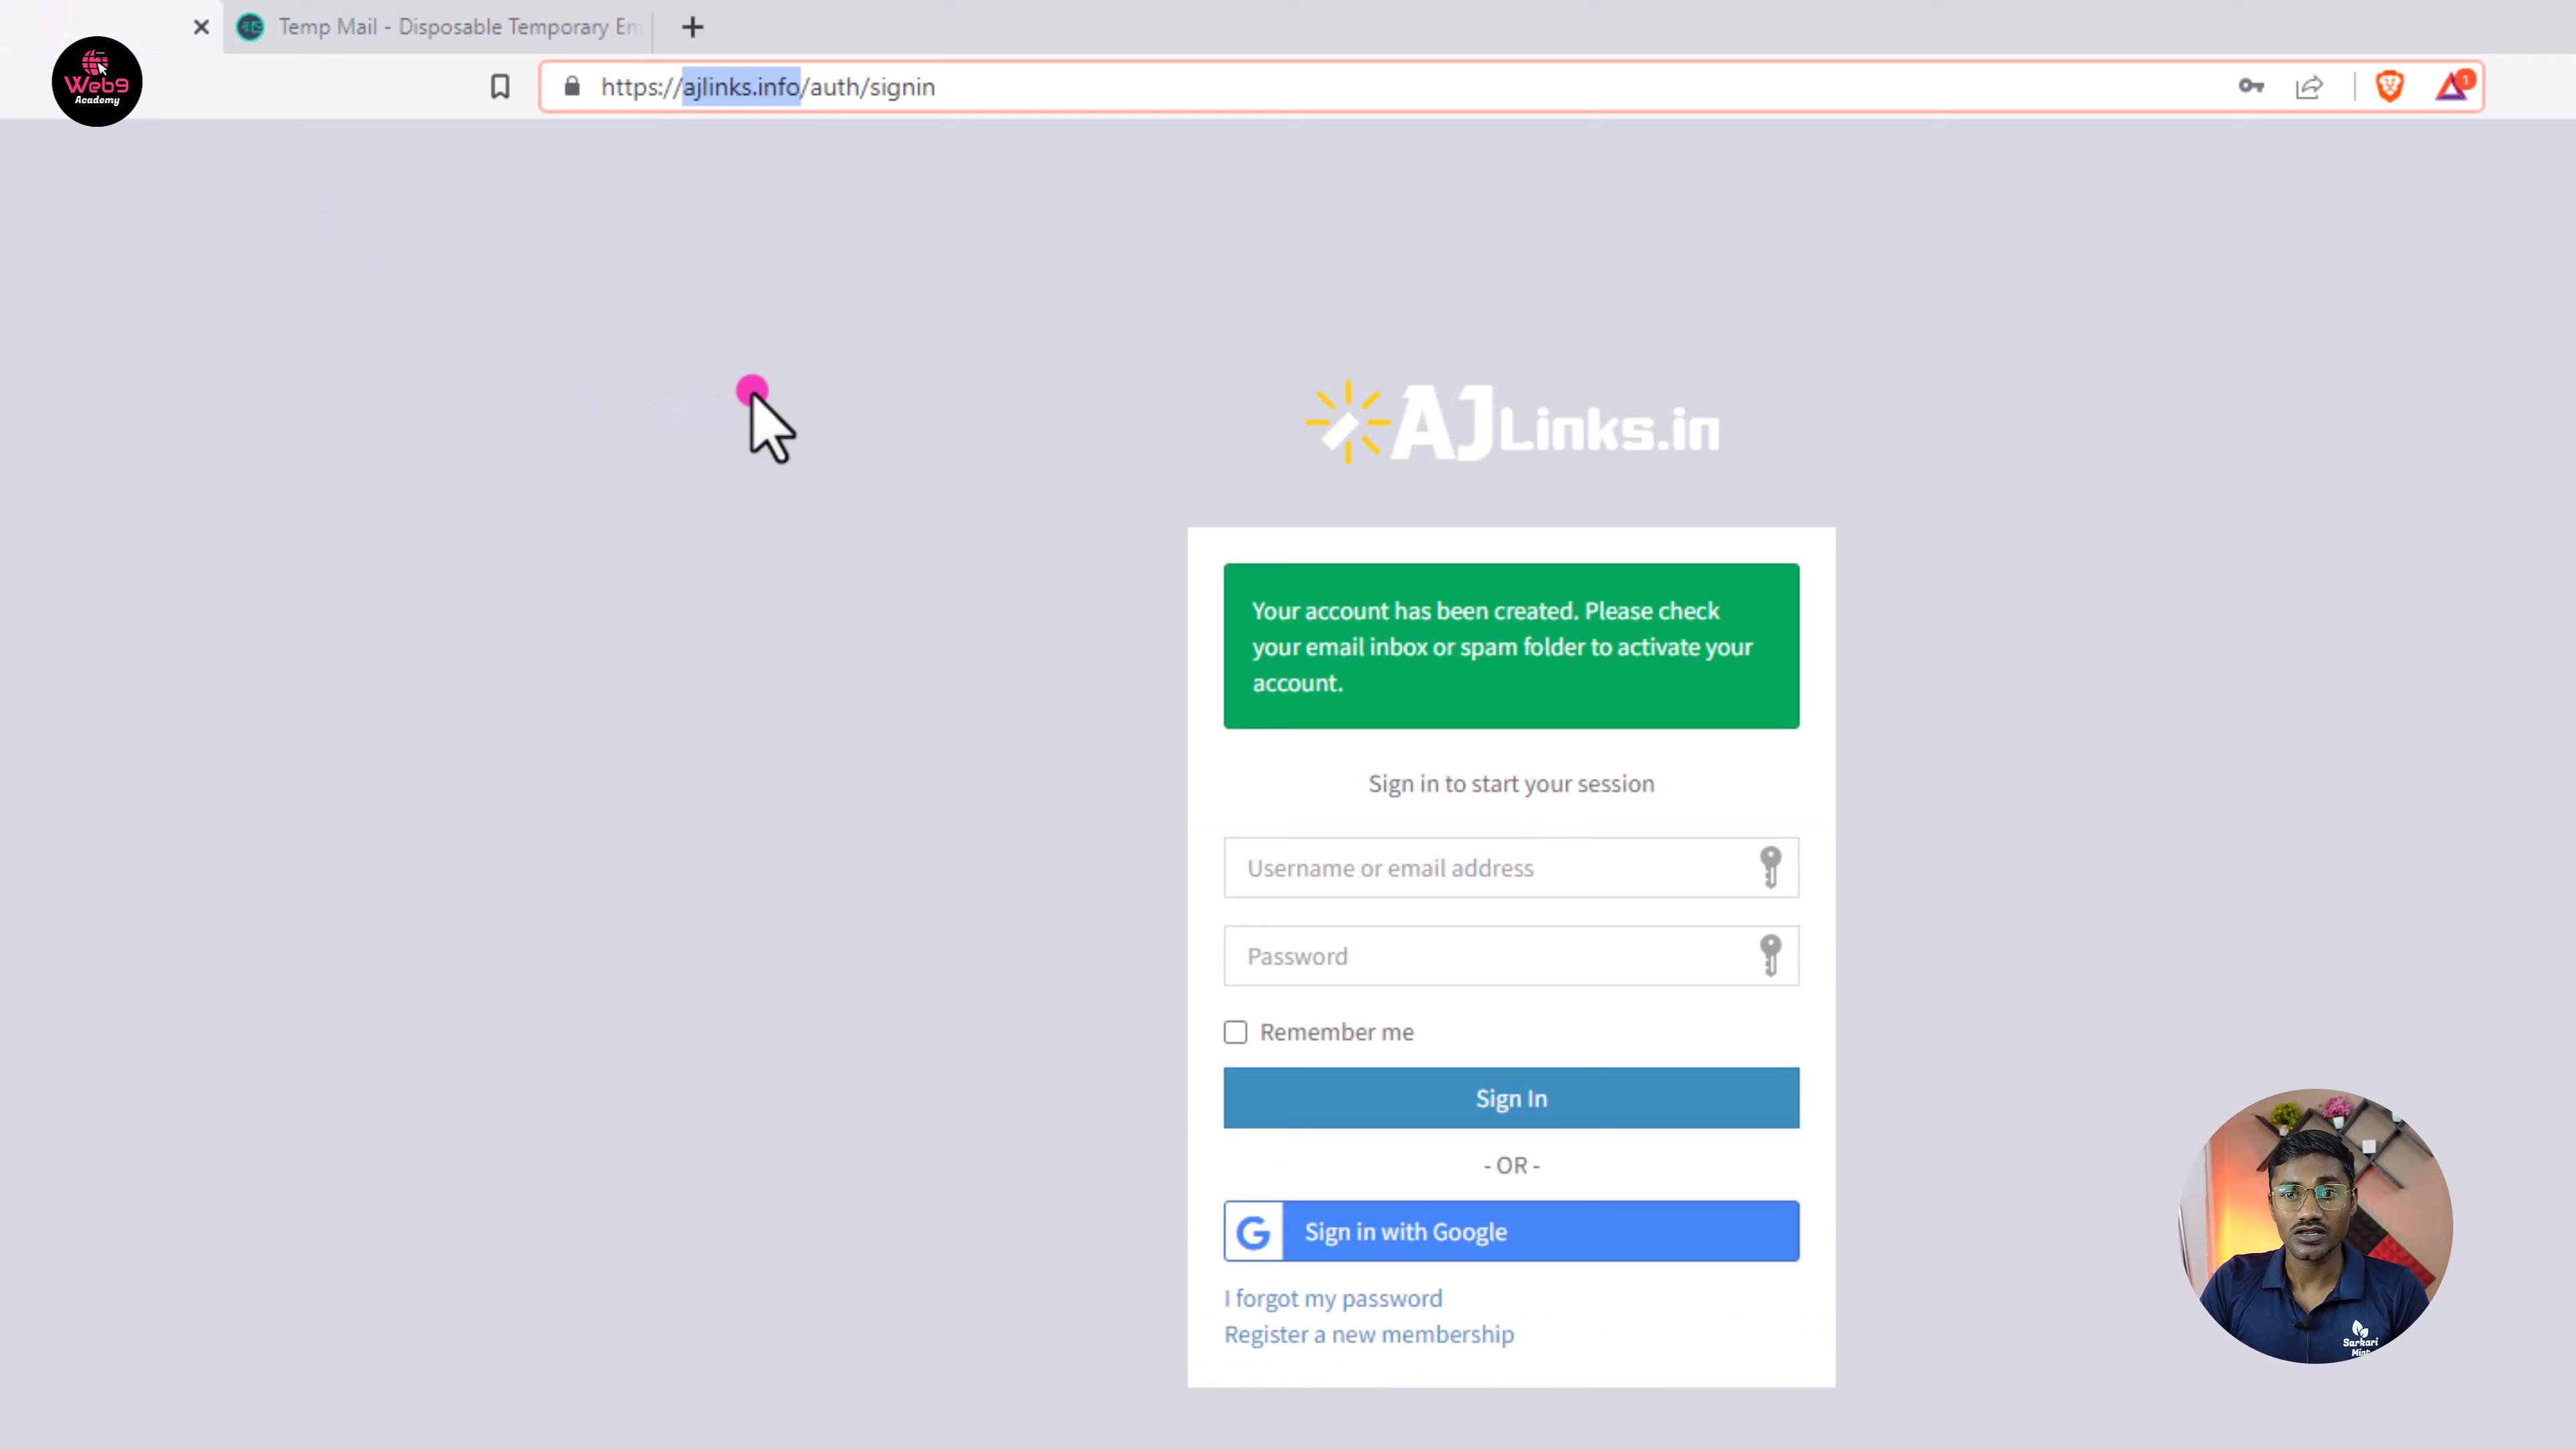 Temp Mail - Disposable Temporary Em
Web9
Academy
https://ajlinks.info/auth/signin
1
AJLinks.in
Your account has been created. Please check
your email inbox or spam folder to activate your
account.
Sign in to start your session
Username or email address
Password
Remember me
Sign In
- OR -
G Sign in with Google
I forgot my password
Register a new membership
Sarkari
Mint